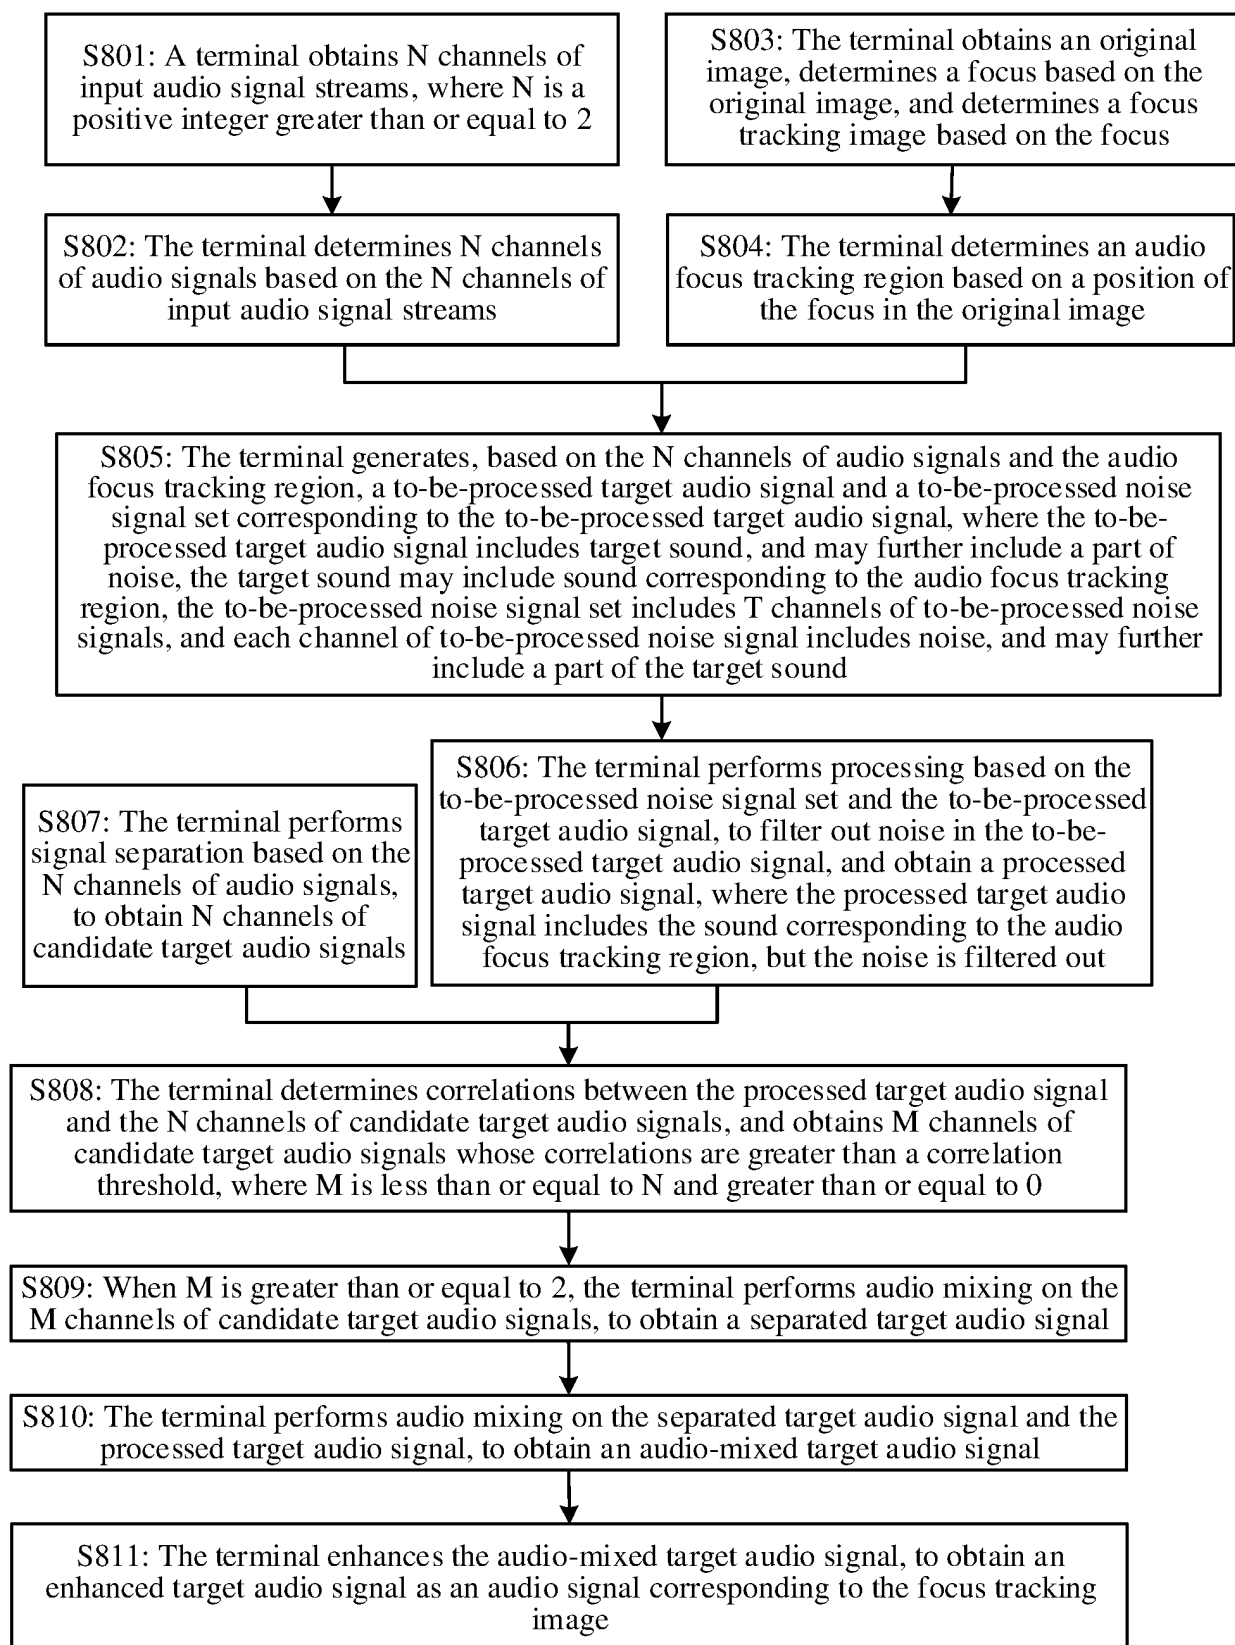 S801: A terminal obtains N channels of
input audio signal streams, where N is a
positive integer greater than or equal to 2
S803: The terminal obtains an original
image, determines a focus based on the
original image, and determines a focus
tracking image based on the focus
S802: The terminal determines N channels
of audio signals based on the N channels of
input audio signal streams
S804: The terminal determines an audio
focus tracking region based on a position of
the focus in the original image
S805: The terminal generates, based on the N channels of audio signals and the audio
focus tracking region, a to-be-processed target audio signal and a to-be-processed noise
signal set corresponding to the to-be-processed target audio signal, where the to-be-
processed target audio signal includes target sound, and may further include a part of
noise, the target sound may include sound corresponding to the audio focus tracking
region, the to-be-processed noise signal set includes T channels of to-be-processed noise
signals, and each channel of to-be-processed noise signal includes noise, and may further
include a part of the target sound
S807: The terminal performs
signal separation based on the
N channels of audio signals,
to obtain N channels of
candidate target audio signals
S806: The terminal performs processing based on the
to-be-processed noise signal set and the to-be-processed
target audio signal, to filter out noise in the to-be-
processed target audio signal, and obtain a processed
target audio signal, where the processed target audio
signal includes the sound corresponding to the audio
focus tracking region, but the noise is filtered out
S808: The terminal determines correlations between the processed target audio signal
and the N channels of candidate target audio signals, and obtains M channels of
candidate target audio signals whose correlations are greater than a correlation
threshold, where M is less than or equal to N and greater than or equal to 0
S809: When M is greater than or equal to 2, the terminal performs audio mixing on the
M channels of candidate target audio signals, to obtain a separated target audio signal
S810: The terminal performs audio mixing on the separated target audio signal and the
processed target audio signal, to obtain an audio-mixed target audio signal
S811: The terminal enhances the audio-mixed target audio signal, to obtain an
enhanced target audio signal as an audio signal corresponding to the focus tracking
image